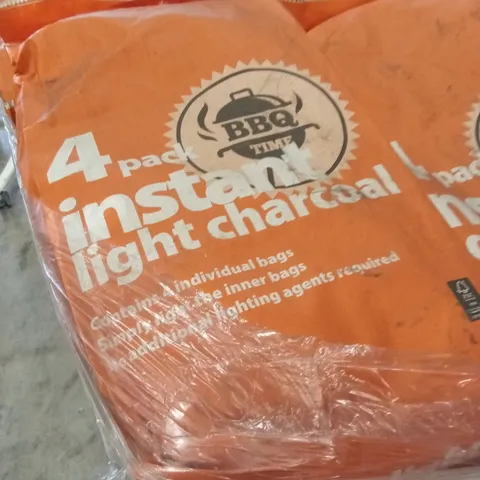 BBQ
TIME
4 pack
instant
light charcoal
Contains 4 individual bags
Simply light the inner bags
No additional lighting agents required
pac